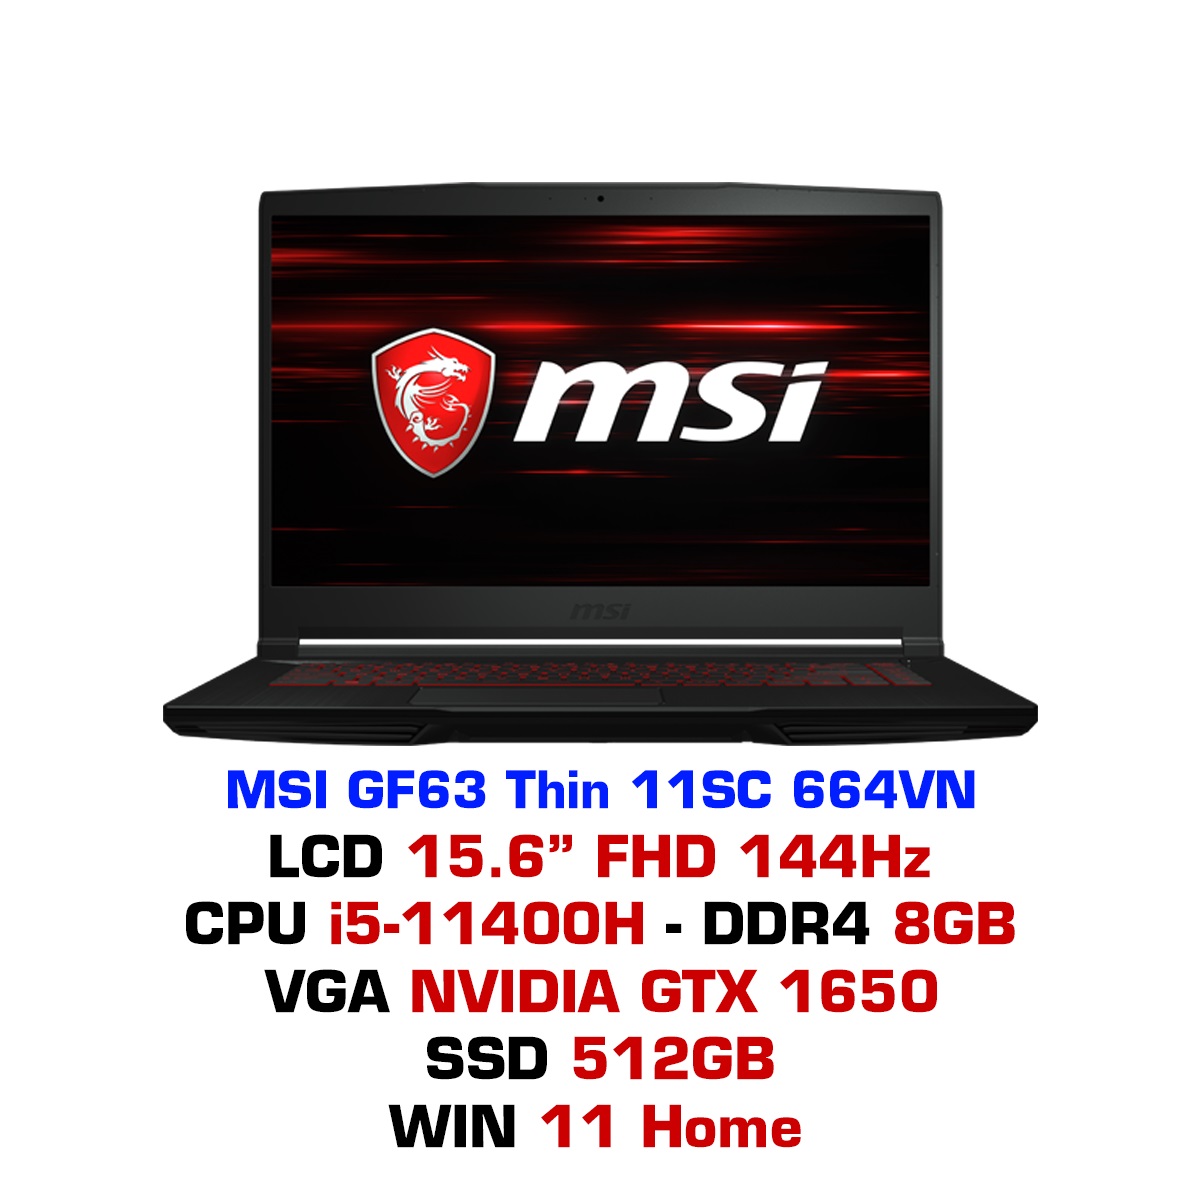 msi
msi
MSI GF63 Thin 11SC 664VN
LCD 15.6” FHD 144Hz
CPU i5-11400H - DDR4 8GB
VGA NVIDIA GTX 1650
SSD 512GB
WIN 11 Home